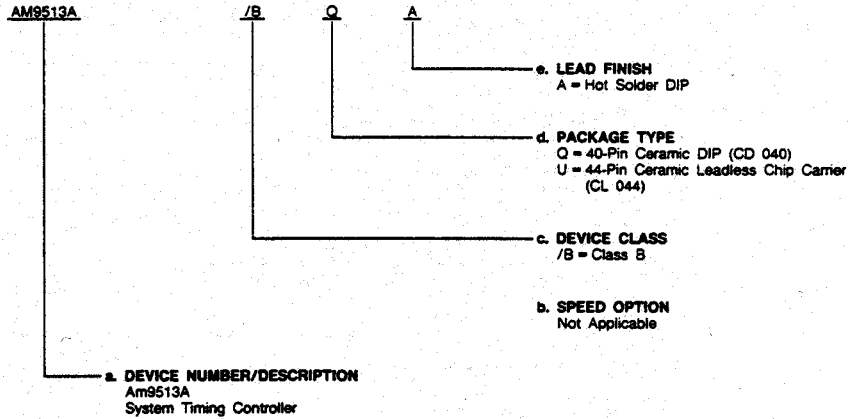 AM9513A /B Q A
e. LEAD FINISH
A = Hot Solder DIP
d. PACKAGE TYPE
Q = 40-Pin Ceramic DIP (CD 040)
U = 44-Pin Ceramic Leadless Chip Carrier
(CL 044)
c. DEVICE CLASS
/B = Class B
b. SPEED OPTION
Not Applicable
a. DEVICE NUMBER/DESCRIPTION
Am9513A
System Timing Controller